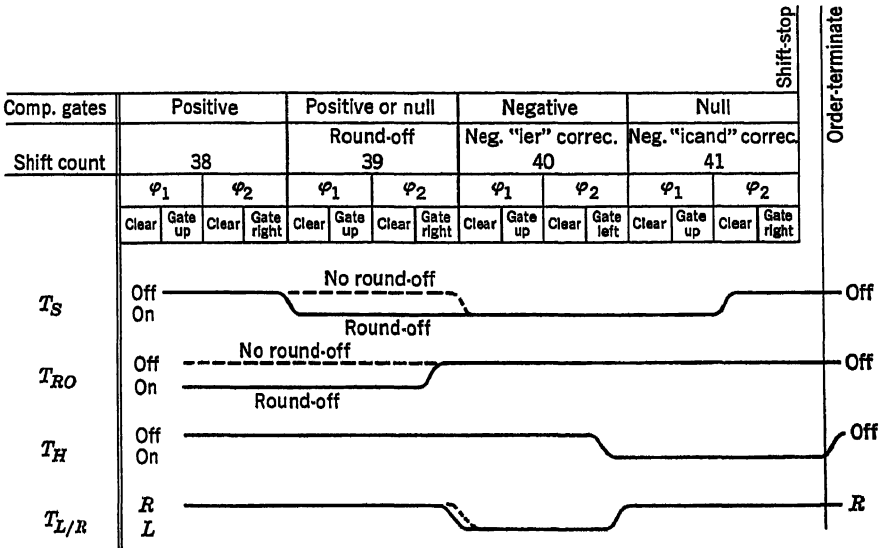 Shift-stop
Order-terminate
Comp. gates Positive Positive or null Negative Null
Round-off Neg. "ier" correc. Neg. "icand" correc.
Shift count 38 39 40 41
φ1 φ2 φ1 φ2 φ1 φ2 φ1 φ2
Clear Gate up Clear Gate right Clear Gate up Clear Gate right Clear Gate up Clear Gate left Clear Gate up Clear Gate right
No round-off
TS Off Off
On
Round-off
No round-off
TRO Off Off
On
Round-off
TH Off Off
On
TL/R R R
L